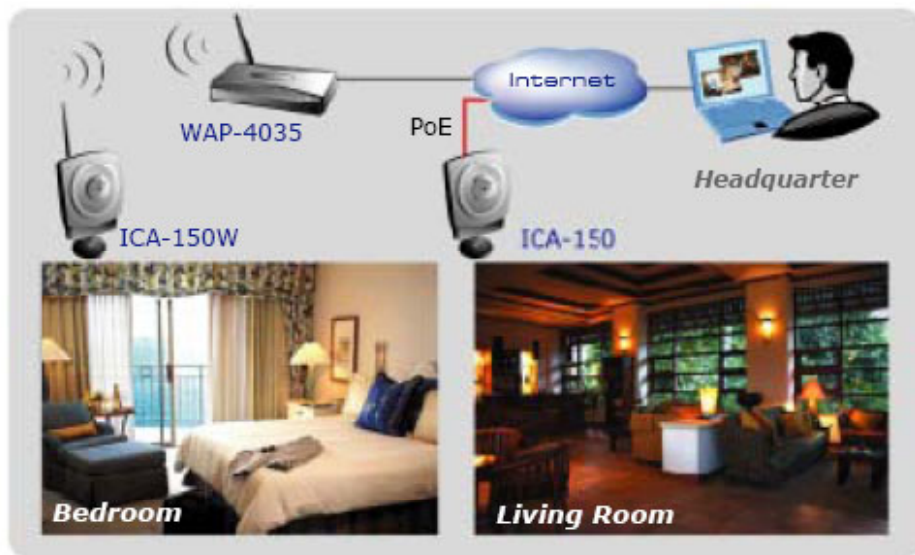 Internet
WAP-4035
PoE
Headquarter
ICA-150W
ICA-150
Bedroom
Living Room